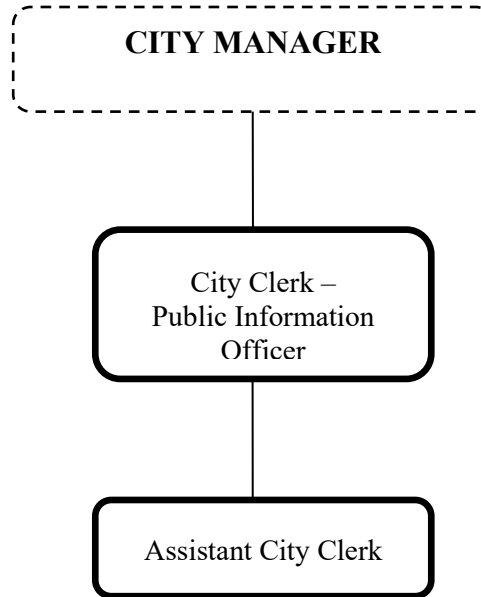 CITY MANAGER
City Clerk –
Public Information
Officer
Assistant City Clerk